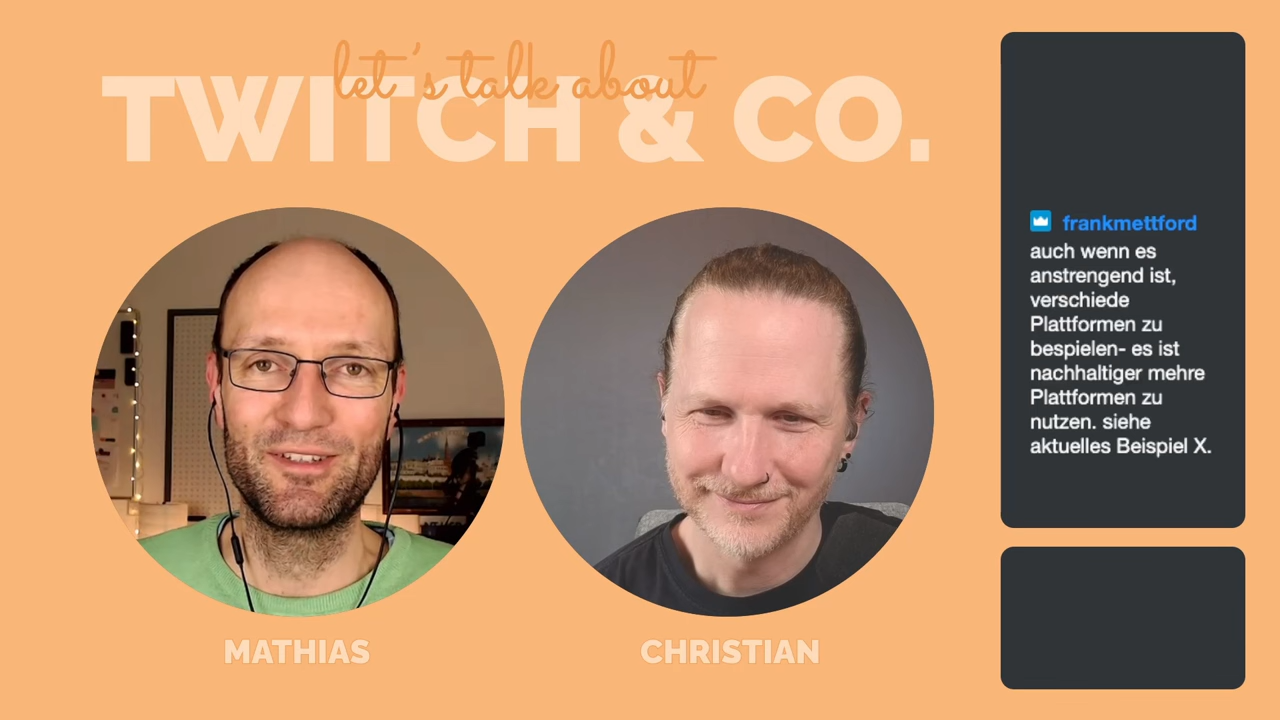 let's talk about
TWITCH & CO.
frankmettford
auch wenn es
anstrengend ist,
verschiede
Plattformen zu
bespielen- es ist
nachhaltiger mehre
Plattformen zu
nutzen. siehe
aktuelles Beispiel X.
MATHIAS
CHRISTIAN